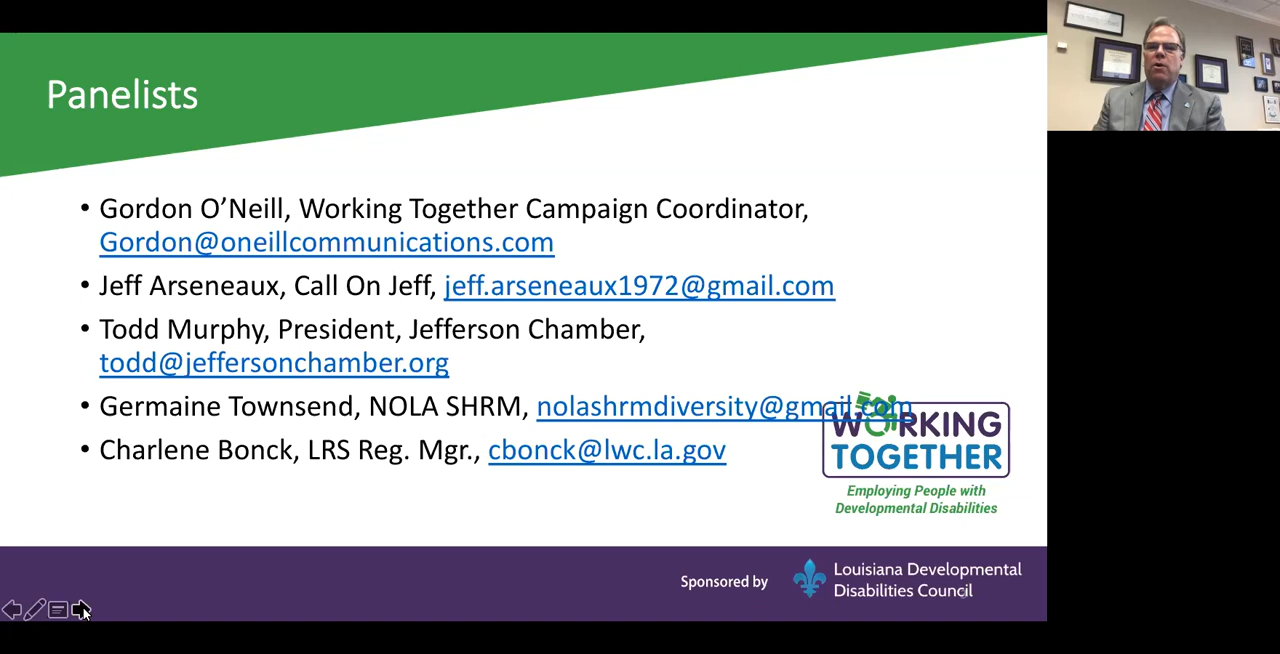 Panelists
• Gordon O’Neill, Working Together Campaign Coordinator,
Gordon@oneillcommunications.com
• Jeff Arseneaux, Call On Jeff, jeff.arseneaux1972@gmail.com
• Todd Murphy, President, Jefferson Chamber,
todd@jeffersonchamber.org
• Germaine Townsend, NOLA SHRM, nolashrmdiversity@gmail.com
• Charlene Bonck, LRS Reg. Mgr., cbonck@lwc.la.gov
WORKING
TOGETHER
Employing People with
Developmental Disabilities
Sponsored by
Louisiana Developmental
Disabilities Council